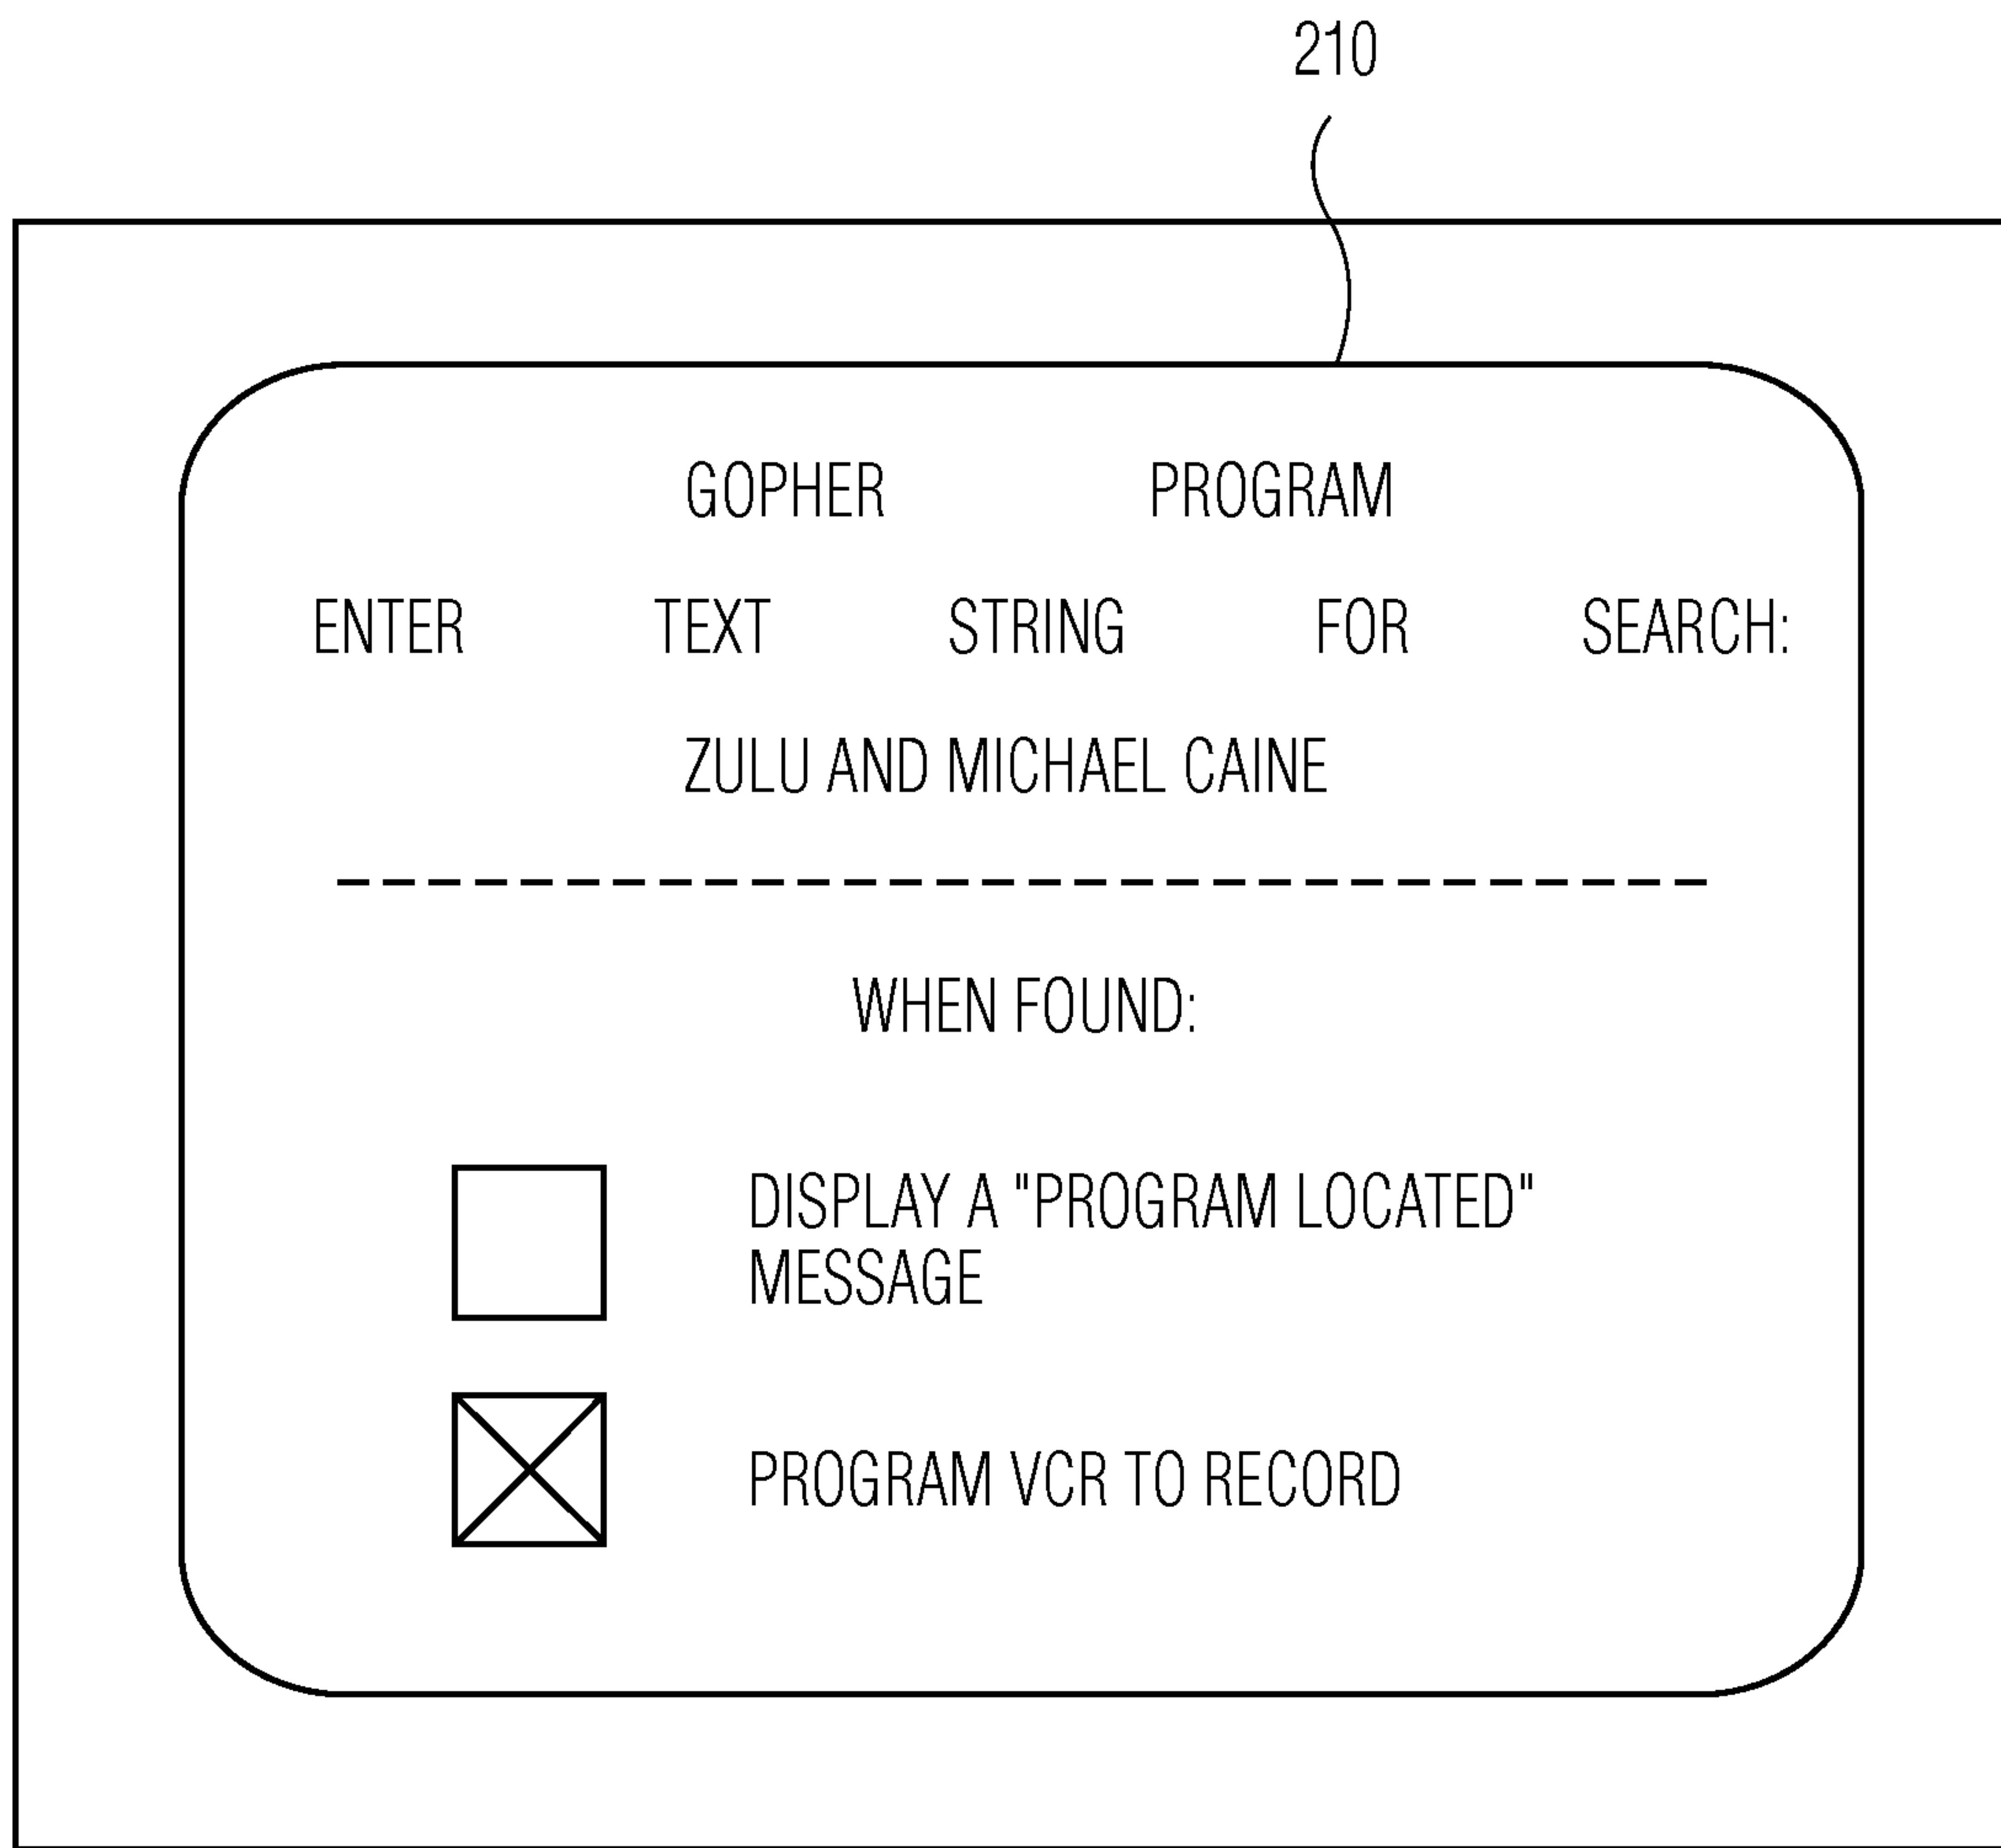 210
GOPHER PROGRAM
ENTER TEXT STRING FOR SEARCH:
ZULU AND MICHAEL CAINE
WHEN FOUND:
DISPLAY A "PROGRAM LOCATED"
MESSAGE
PROGRAM VCR TO RECORD